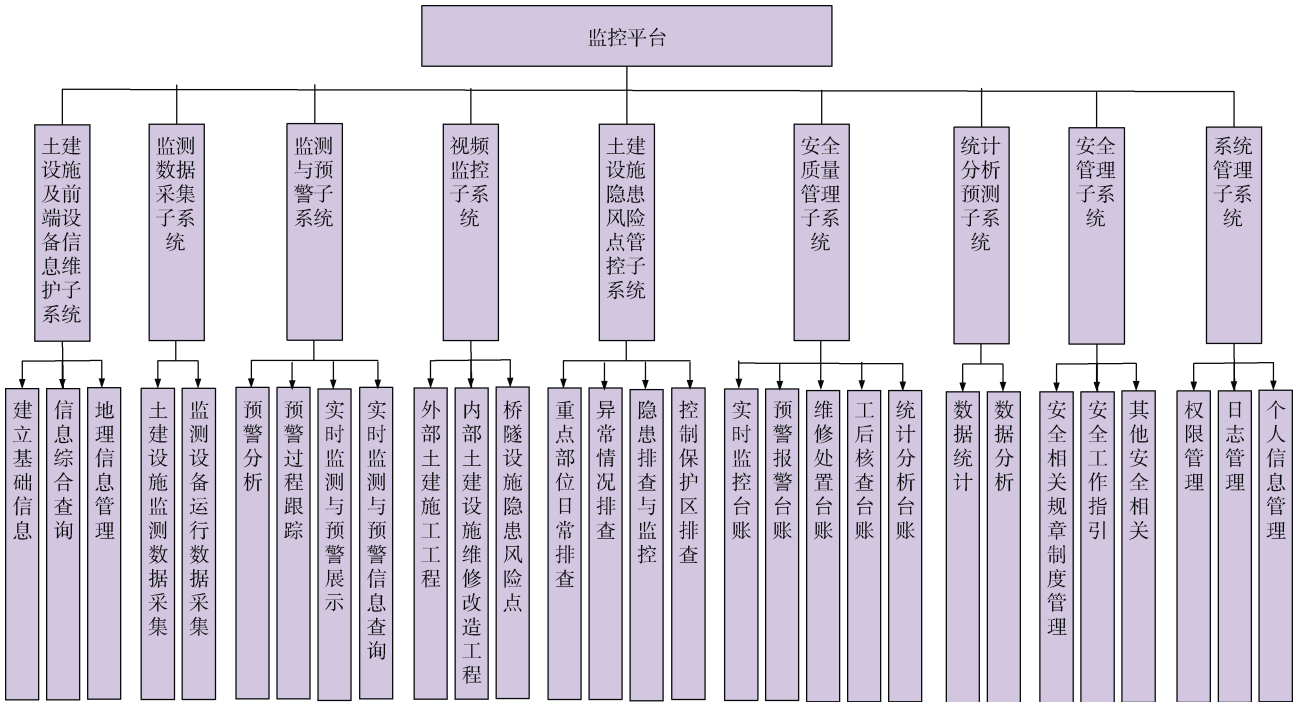 监控平台
土建
设施
及前
端设
备信
息维
护子
系统
监测
数据
采集
子系
统
监测
与预
警子
系统
视频
监控
子系
统
土建
设施
隐患
风险
点管
控子
系统
安全
质量
管理
子系
统
统计
分析
预测
子系
统
安全
管理
子系
统
系统
管理
子系
统
建立基础信息
信息综合查询
地理信息管理
土建设施监测数据采集
监测设备运行数据采集
预警分析
预警过程跟踪
实时监测与预警展示
实时监测与预警信息查询
外部土建施工工程
内部土建设施维修改造工程
桥隧设施隐患风险点
重点部位日常排查
异常情况排查
隐患排查与监控
控制保护区排查
实时监控台账
预警报警台账
维修处置台账
工后核查台账
统计分析台账
数据统计
数据分析
安全相关规章制度管理
安全工作指引
其他安全相关
权限管理
日志管理
个人信息管理